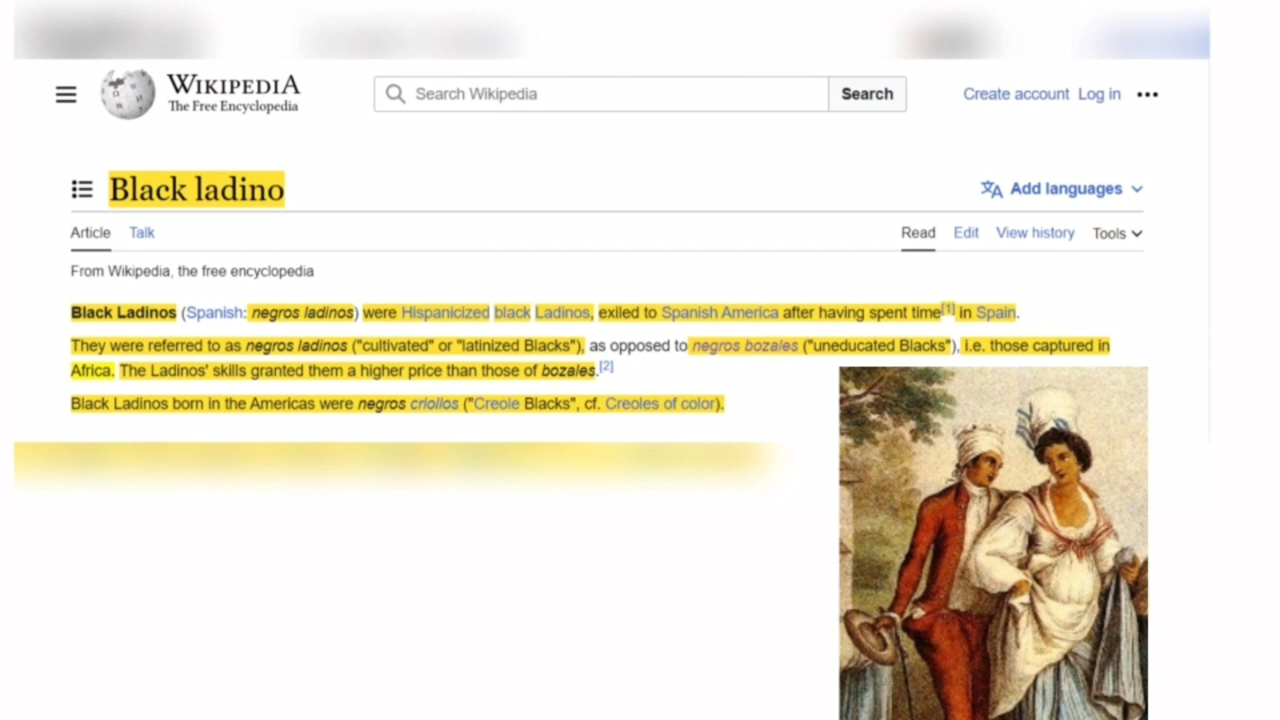 WIKIPEDIA
The Free Encyclopedia
Search Wikipedia
Search
Create account Log in •••
Black ladino
Add languages
Article Talk
Read Edit View history Tools
From Wikipedia, the free encyclopedia
Black Ladinos (Spanish: negros ladinos) were Hispanicized black Ladinos, exiled to Spanish America after having spent time[1] in Spain.
They were referred to as negros ladinos ("cultivated" or "latinized Blacks"), as opposed to negros bozales ("uneducated Blacks"), i.e. those captured in
Africa. The Ladinos' skills granted them a higher price than those of bozales.[2]
Black Ladinos born in the Americas were negros criollos ("Creole Blacks", cf. Creoles of color).